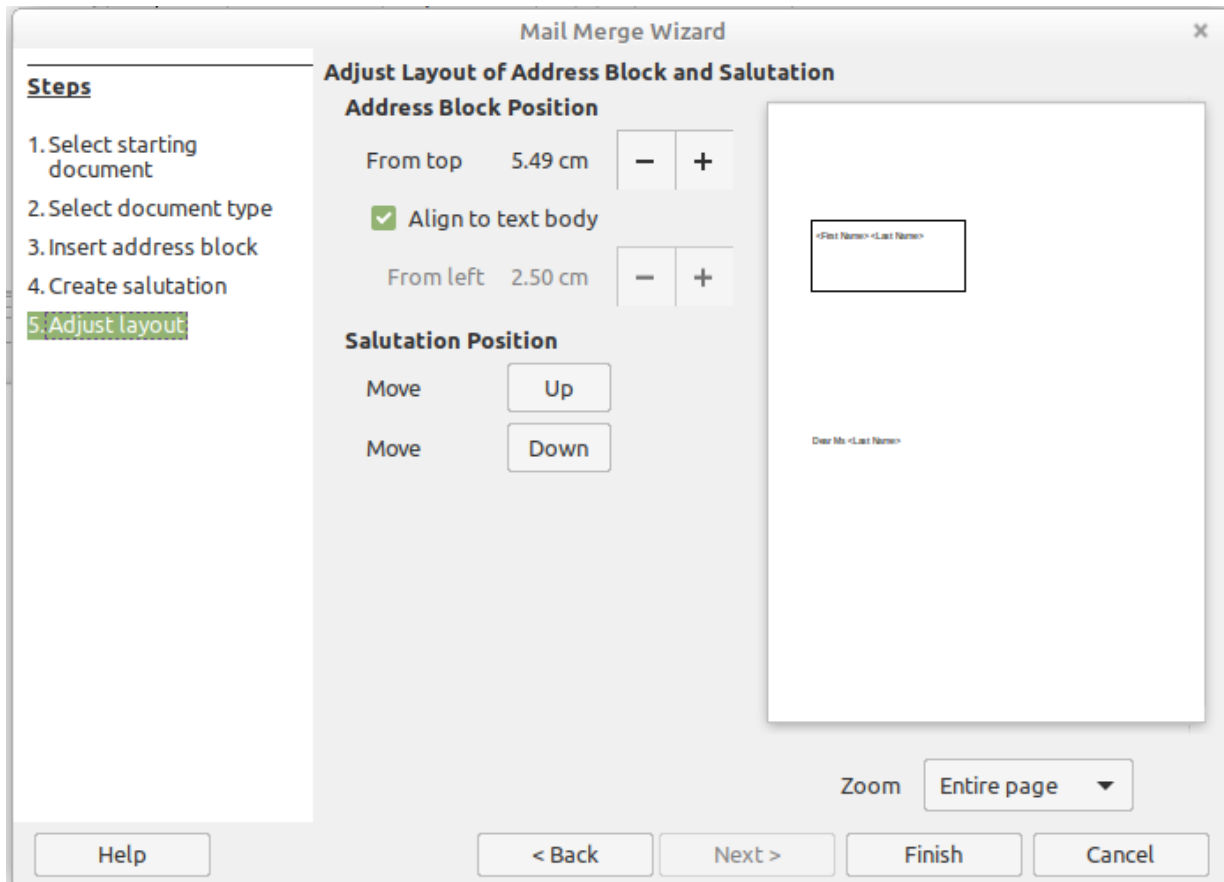 Mail Merge Wizard
×
Steps
1. Select starting
document
2. Select document type
3. Insert address block
4. Create salutation
5. Adjust layout
Adjust Layout of Address Block and Salutation
Address Block Position
From top 5.49 cm − +
Align to text body
From left 2.50 cm − +
Salutation Position
Move Up
Move Down
<First Name> <Last Name>
Dear Ms <Last Name>
Zoom Entire page
Help < Back Next > Finish Cancel